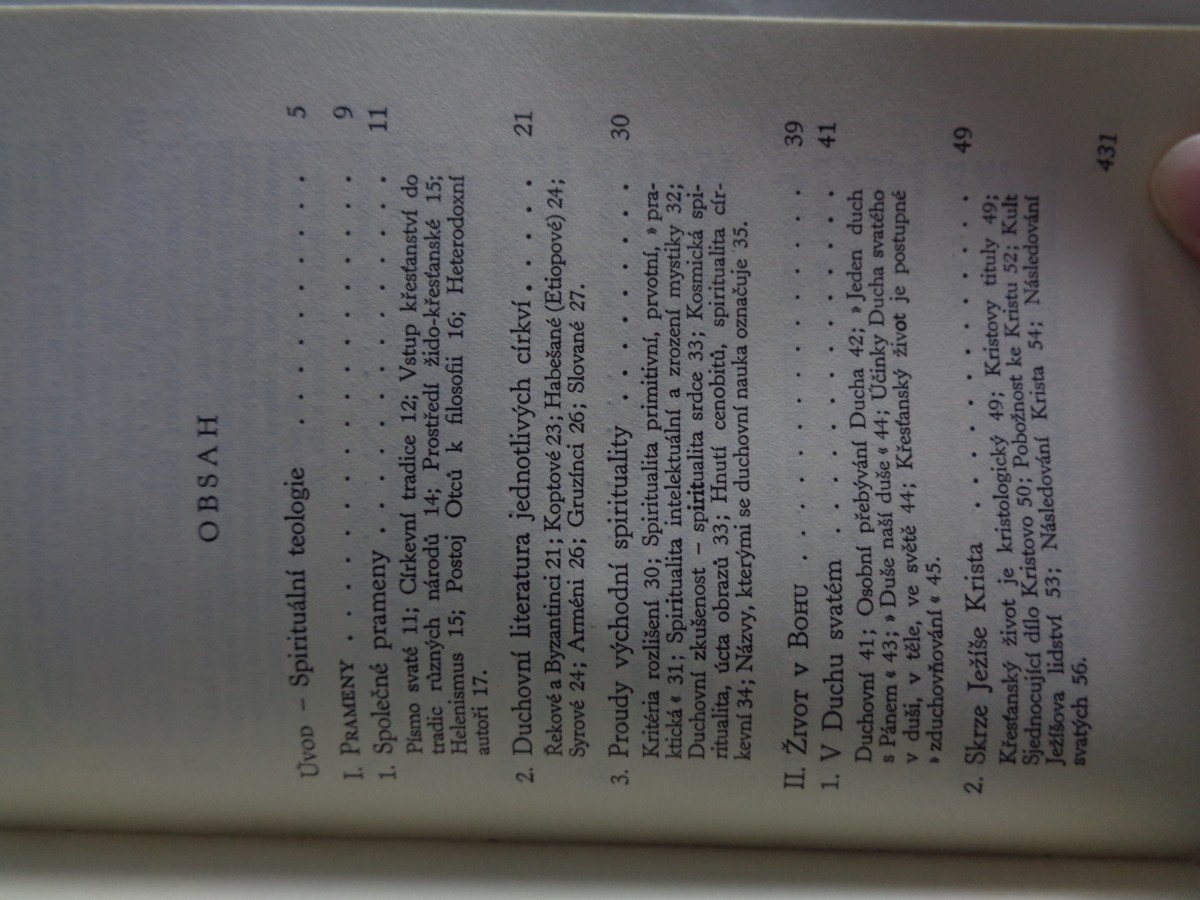 OBSAH
Úvod – Spirituální teologie . . . . . . . . 5
I. Prameny . . . . . . . . . . . . . . 9
1. Společné prameny . . . . . . . . . . . 11
Písmo svaté 11; Církevní tradice 12; Vstup křesťanství do
tradic různých národů 14; Prostředí žido-křesťanské 15;
Helenismus 15; Postoj Otců k filosofii 16; Heterodoxní
autoři 17.
2. Duchovní literatura jednotlivých církví . . . . . 21
Řekové a Byzantinci 21; Koptové 23; Habešané (Etiopové) 24;
Syrové 24; Arméni 26; Gruzínci 26; Slované 27.
3. Proudy východní spirituality . . . . . . . 30
Kritéria rozlišení 30; Spiritualita primitivní, prvotní, » pra-
ktická « 31; Spiritualita intelektuální a zrození mystiky 32;
Duchovní zkušenost – spiritualita srdce 33; Kosmická spi-
ritualita, úcta obrazů 33; Hnutí cenobitů, spiritualita cír-
kevní 34; Názvy, kterými se duchovní nauka označuje 35.
II. Život v Bohu . . . . . . . . . . . . 39
1. V Duchu svatém . . . . . . . . . . . 41
Duchovní 41; Osobní přebývání Ducha 42; » Jeden duch
s Pánem « 43; » Duše naší duše « 44; Účinky Ducha svatého
v duši, v těle, ve světě 44; Křesťanský život je postupné
» zduchovňování « 45.
2. Skrze Ježíše Krista . . . . . . . . . . 49
Křesťanský život je kristologický 49; Kristovy tituly 49;
Sjednocující dílo Kristovo 50; Pobožnost ke Kristu 52; Kult
Ježíšova lidství 53; Následování Krista 54; Následování
svatých 56.
431